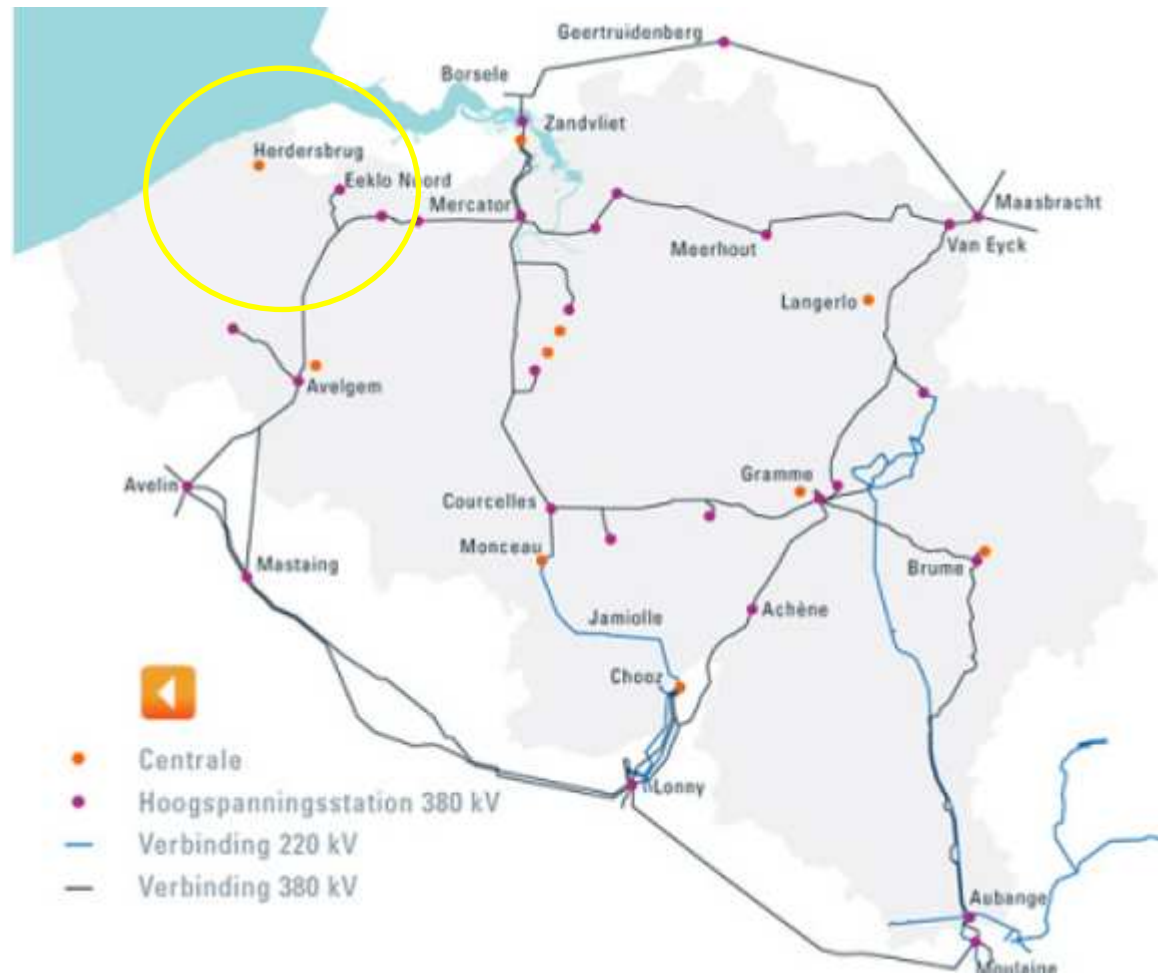 Geertruidenberg
Borsele
Zandvliet
Herdersbrug
Eeklo Noord
Mercator
Maasbracht
Van Eyck
Meerhout
Langerlo
Avelgem
Gramme
Avelin
Courcelles
Monceau
Mastaing
Brume
Achène
Jamiolle
Chooz
Lonny
Centrale
Hoogspanningsstation 380 kV
Verbinding 220 kV
Verbinding 380 kV
Aubange
Moulaine